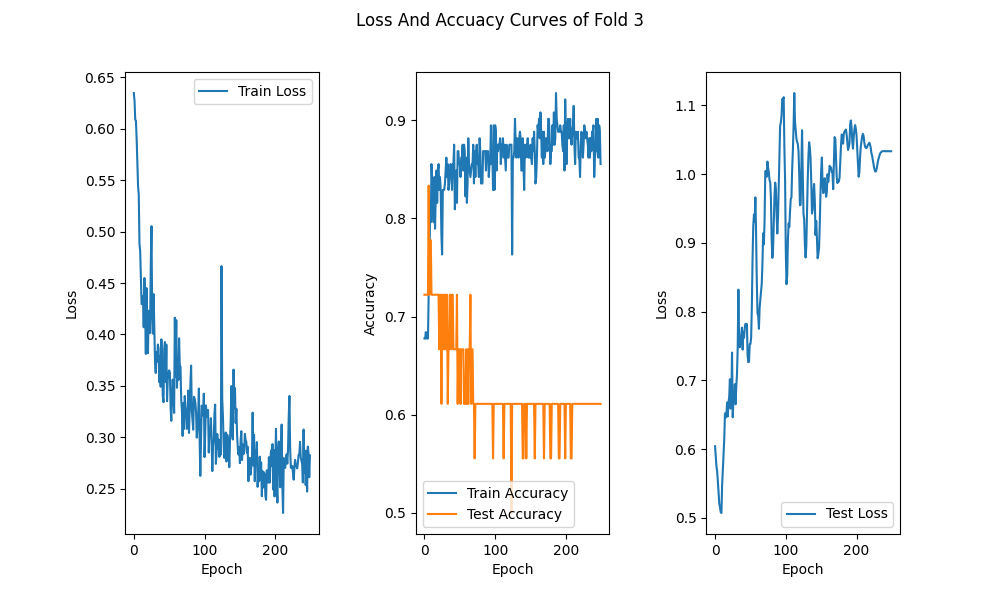 Loss And Accuacy Curves of Fold 3
Loss
0.65
0.60
0.55
0.50
0.45
0.40
0.35
0.30
0.25
Train Loss
0
100
200
Epoch
Accuracy
0.9
0.8
0.7
0.6
0.5
Train Accuracy
Test Accuracy
0
100
200
Epoch
Loss
1.1
1.0
0.9
0.8
0.7
0.6
0.5
Test Loss
0
100
200
Epoch